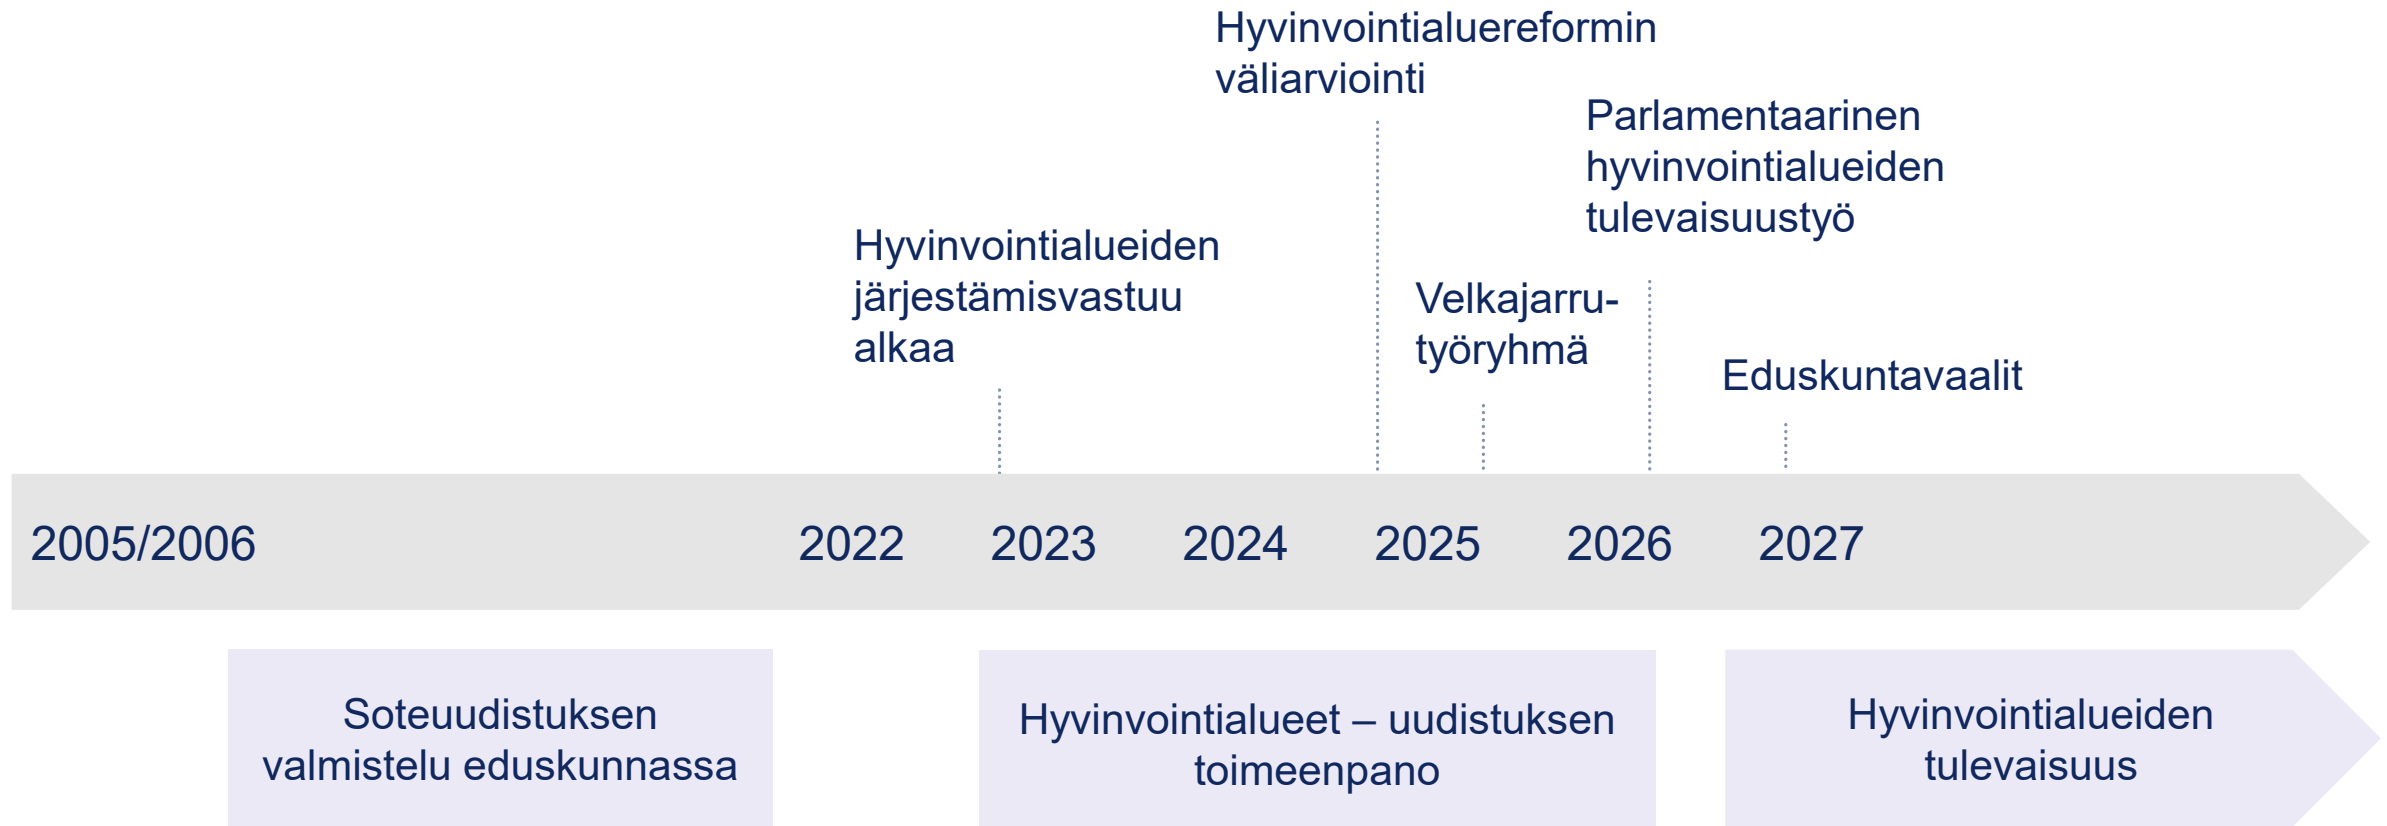 Hyvinvointialuereformin
väliarviointi
Parlamentaarinen
hyvinvointialueiden
tulevaisuustyö
Hyvinvointialueiden
järjestämisvastuu
alkaa
Velkajarru-
työryhmä
Eduskuntavaalit
2005/2006 2022 2023 2024 2025 2026 2027
Soteuudistuksen
valmistelu eduskunnassa
Hyvinvointialueet – uudistuksen
toimeenpano
Hyvinvointialueiden
tulevaisuus